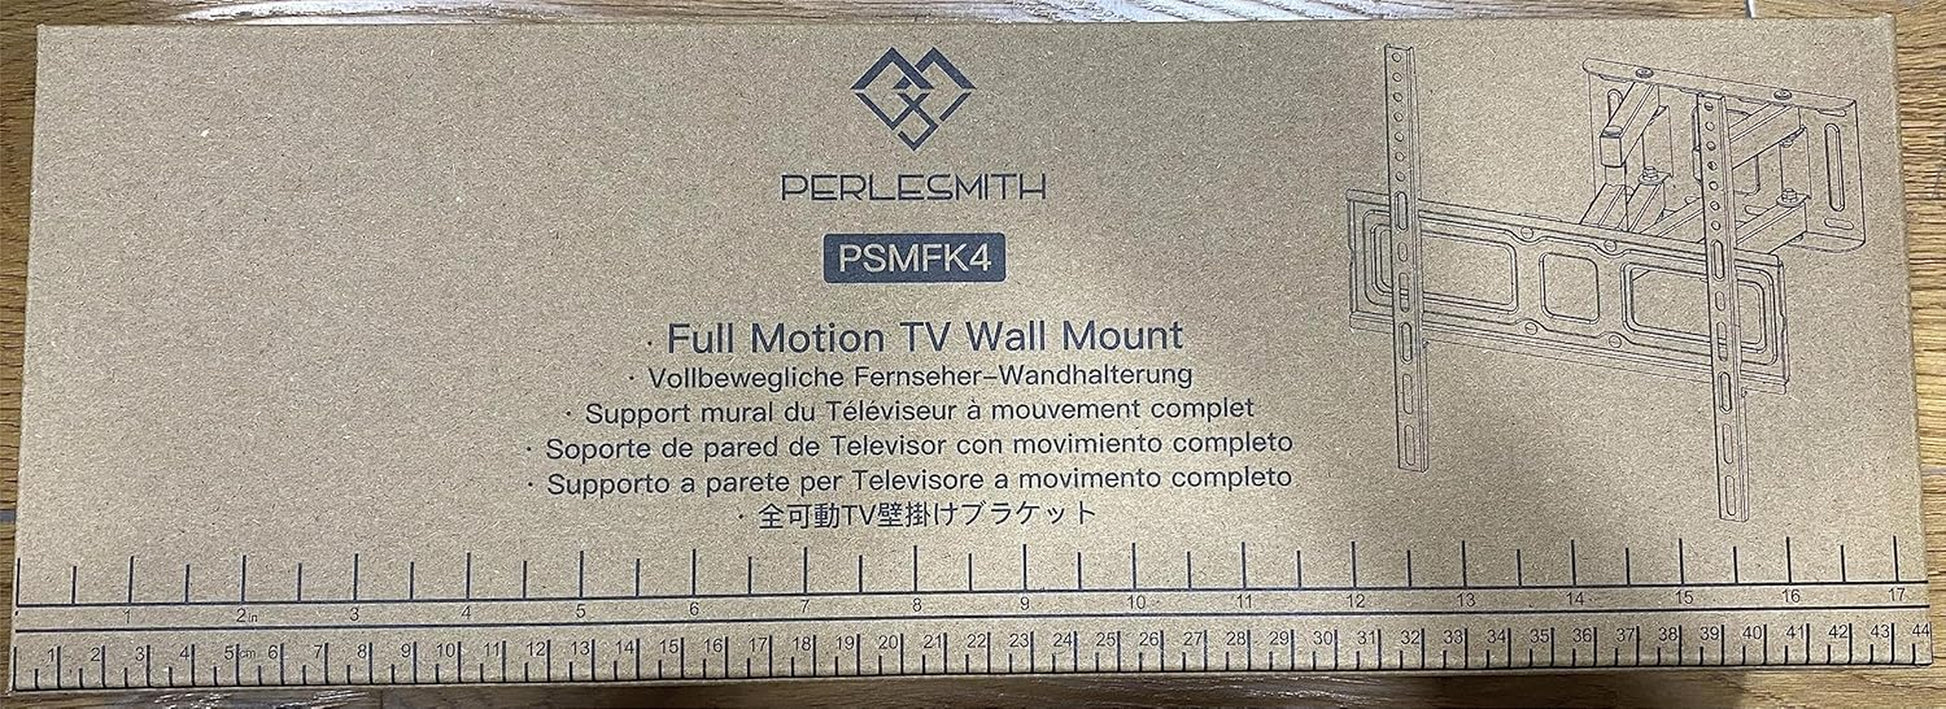 PERLESMITH
PSMFK4
· Full Motion TV Wall Mount
· Vollbewegliche Fernseher-Wandhalterung
· Support mural du Téléviseur à mouvement complet
· Soporte de pared de Televisor con movimiento completo
· Supporto a parete per Televisore a movimento completo
· 全可動TV壁掛けブラケット
1 2in 3 4 5 6 7 8 9 10 11 12 13 14 15 16 17
1 2 3 4 5cm 6 7 8 9 10 11 12 13 14 15 16 17 18 19 20 21 22 23 24 25 26 27 28 29 30 31 32 33 34 35 36 37 38 39 40 41 42 43 44